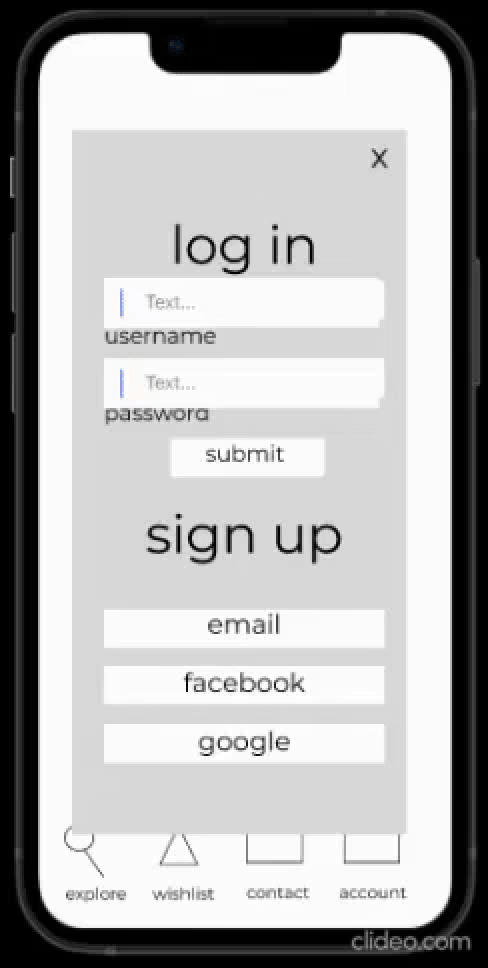 X
log in
Text...
username
Text...
password
submit
sign up
email
facebook
google
explore wishlist contact account
clideo.com